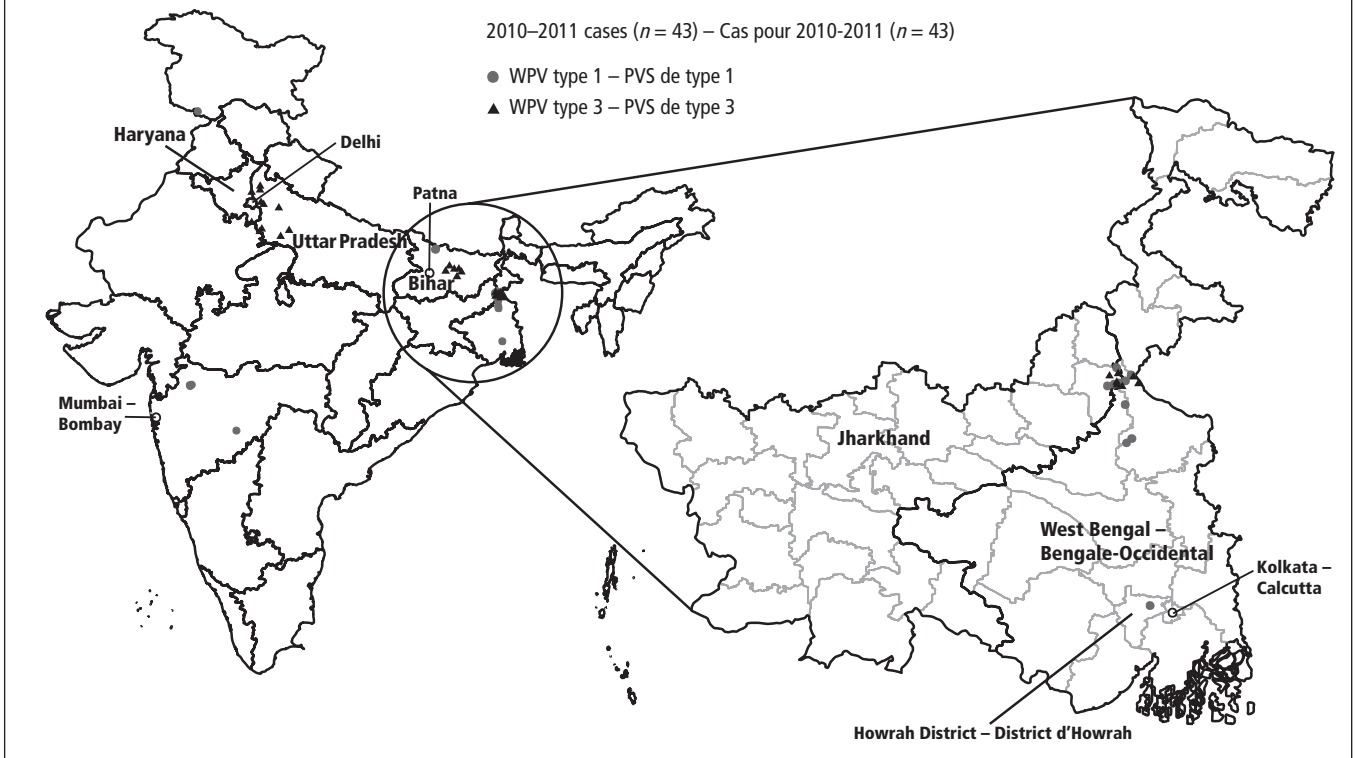 2010–2011 cases (n = 43) – Cas pour 2010-2011 (n = 43)
WPV type 1 – PVS de type 1
WPV type 3 – PVS de type 3
Haryana
Delhi
Patna
Uttar Pradesh
Bihar
Mumbai –
Bombay
Jharkhand
West Bengal –
Bengale-Occidental
Kolkata –
Calcutta
Howrah District – District d'Howrah